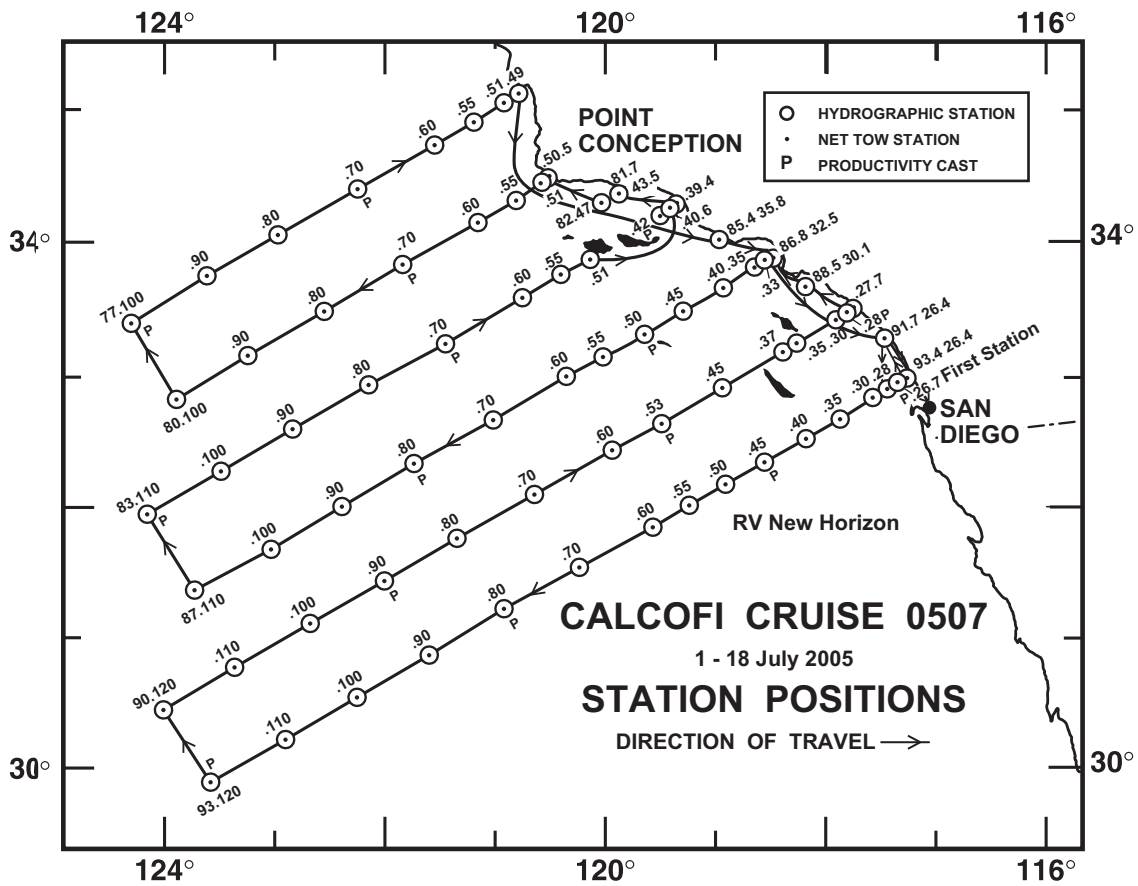 124° 120° 116°
POINT
CONCEPTION
HYDROGRAPHIC STATION
NET TOW STATION
P PRODUCTIVITY CAST
77.100 .90 .80 .70 .60 .55 .51 .49
P P
80.100 .90 .80 .70 .60 .55 .51 .50.5
P
82.47 81.7 43.5 .42 P 40.6 .39.4
83.110 .100 .90 .80 .70 .60 .55 .51
P P
85.4 35.8
86.8 32.5
87.110 .100 .90 .80 .70 .60 .55 .50 .45 .40 .35 .33
P P
88.5 30.1
.27.7
90.120 .110 .100 .90 .80 .70 .60 .53 .45 .37 .35 .30 .28P
P P
91.7 26.4
93.4 26.4
First Station
93.120 .110 .100 .90 .80 .70 .60 .55 .50 .45 .40 .35 .30 .28 .26.7
P P P P
34° 34°
SAN
DIEGO
RV New Horizon
CALCOFI CRUISE 0507
1 - 18 July 2005
STATION POSITIONS
DIRECTION OF TRAVEL
30° 30°
124° 120° 116°